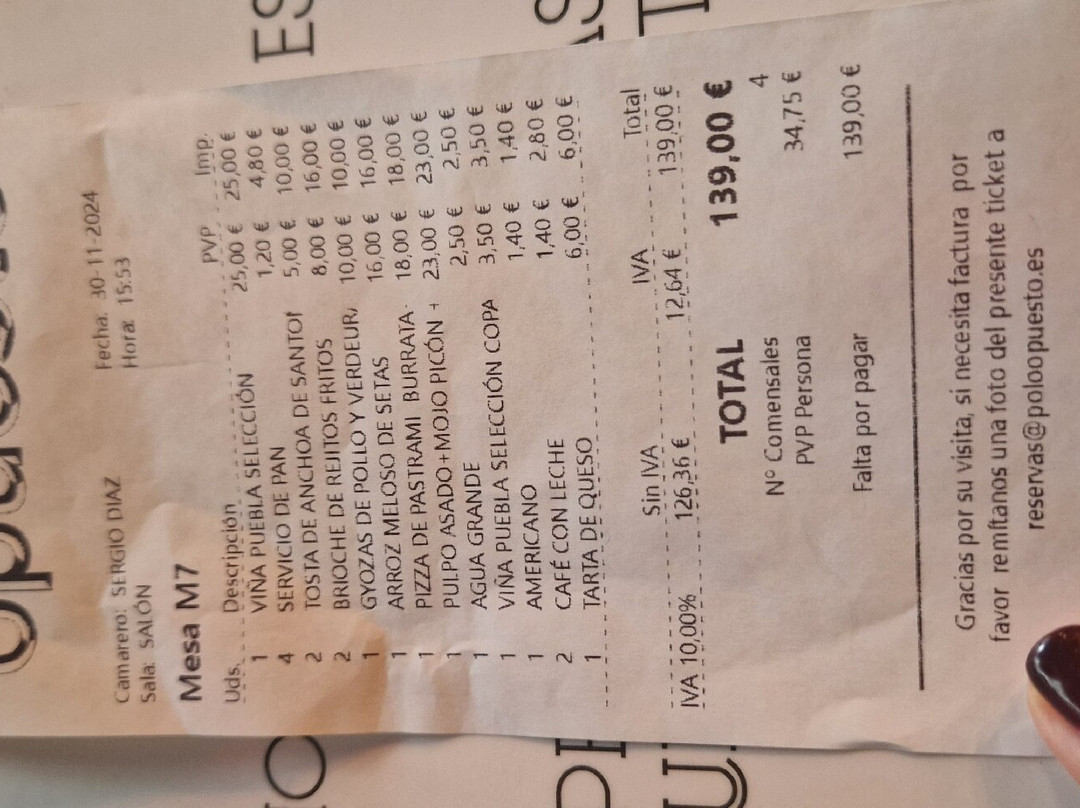 Camarero: SERGIO DIAZ Fecha: 30-11-2024
Sala: SALÓN Hora: 15:53
Mesa M7
Uds. Descripción PVP Imp.
1 VIÑA PUEBLA SELECCIÓN 25,00 € 25,00 €
4 SERVICIO DE PAN 1,20 € 4,80 €
2 TOSTA DE ANCHOA DE SANTOÑ 5,00 € 10,00 €
2 BRIOCHE DE REJITOS FRITOS 8,00 € 16,00 €
1 GYOZAS DE POLLO Y VERDEUR 10,00 € 10,00 €
1 ARROZ MELOSO DE SETAS 16,00 € 16,00 €
1 PIZZA DE PASTRAMI BURRATA 18,00 € 18,00 €
1 PULPO ASADO+MOJO PICÓN + 23,00 € 23,00 €
1 AGUA GRANDE 2,50 € 2,50 €
1 VIÑA PUEBLA SELECCIÓN COPA 3,50 € 3,50 €
1 AMERICANO 1,40 € 1,40 €
2 CAFÉ CON LECHE 1,40 € 2,80 €
1 TARTA DE QUESO 6,00 € 6,00 €
Sin IVA IVA Total
IVA 10,00% 126,36 € 12,64 € 139,00 €
TOTAL 139,00 €
Nº Comensales 4
PVP Persona 34,75 €
Falta por pagar 139,00 €
Gracias por su visita, si necesita factura por
favor remítanos una foto del presente ticket a
reservas@poloopuesto.es